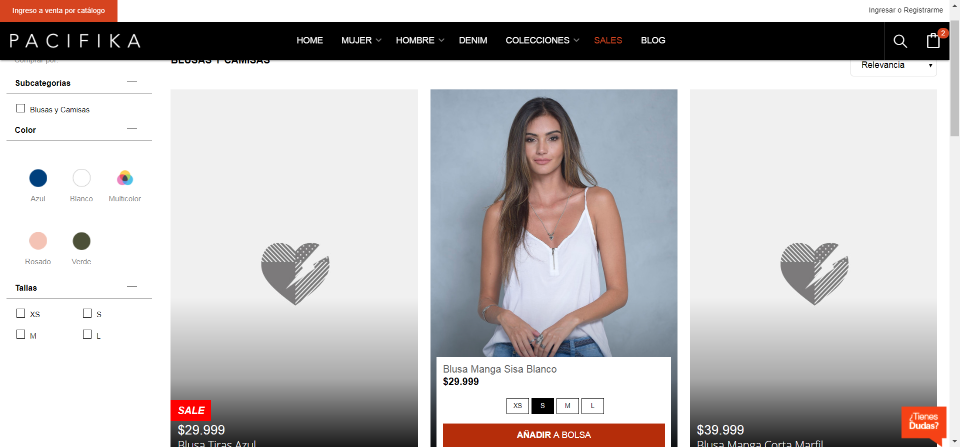 Ingreso a venta por catálogo
Ingresar o Registrarme
PACIFIKA
HOME MUJER HOMBRE DENIM COLECCIONES SALES BLOG
2
Comprar por:
BLUSAS Y CAMISAS
Relevancia
Subcategorías
Blusas y Camisas
Color
Azul Blanco Multicolor
Rosado Verde
Tallas
XS S
M L
SALE
$29.999
Blusa Tiras Azul
Blusa Manga Sisa Blanco
$29.999
XS S M L
AÑADIR A BOLSA
$39.999
Blusa Manga Corta Marfil
¿Tienes
Dudas?